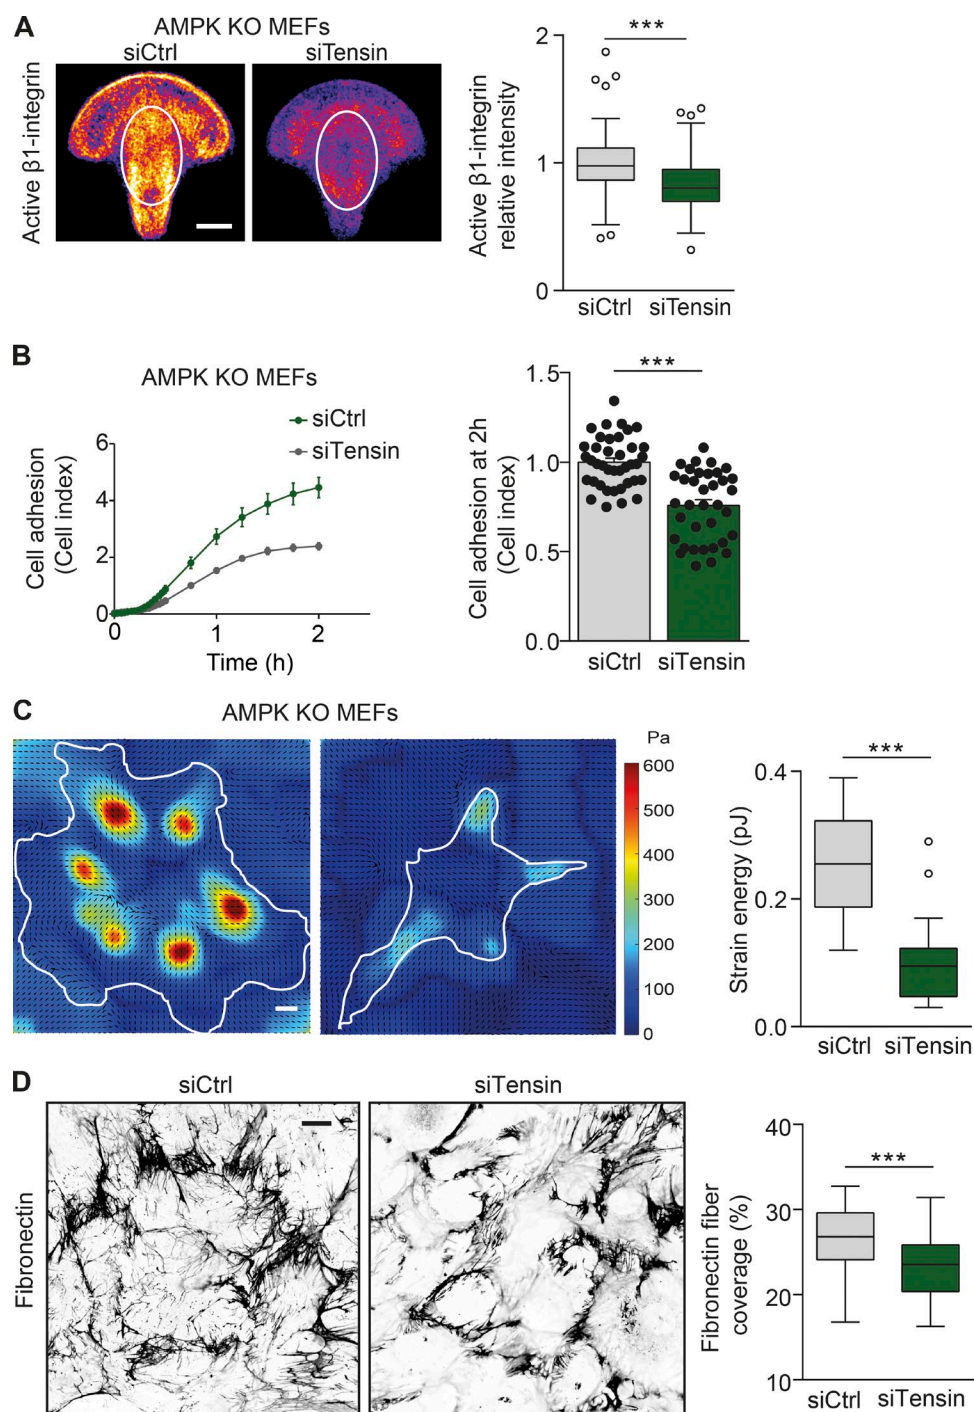 A
AMPK KO MEFs
siCtrl
siTensin
Active β1-integrin
Active β1-integrin
relative intensity
2
1
0
***
siCtrl
siTensin
B
AMPK KO MEFs
siCtrl
siTensin
Cell adhesion
(Cell index)
6
4
2
0
0
1
2
Time (h)
Cell adhesion at 2h
(Cell index)
1.5
1.0
0.5
0.0
***
siCtrl
siTensin
C
AMPK KO MEFs
Pa
600
500
400
300
200
100
0
Strain energy (pJ)
0.4
0.2
0.0
***
siCtrl
siTensin
D
siCtrl
siTensin
Fibronectin
Fibronectin fiber
coverage (%)
40
30
20
10
***
siCtrl
siTensin